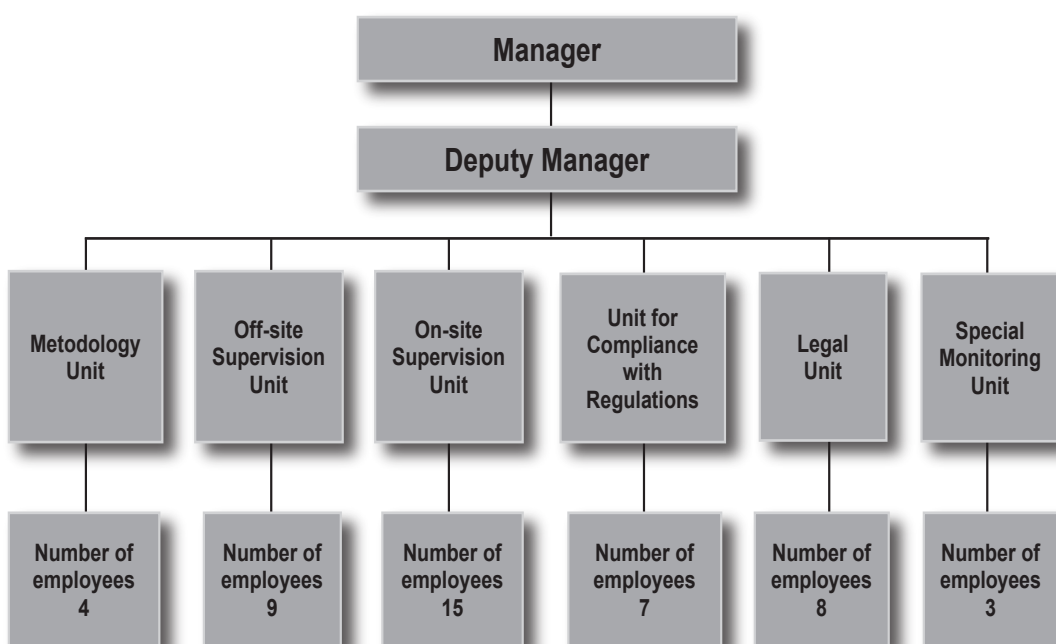 Manager
Deputy Manager
Metodology
Unit
Off-site
Supervision
Unit
On-site
Supervision
Unit
Unit for
Compliance
with
Regulations
Legal
Unit
Special
Monitoring
Unit
Number of
employees
4
Number of
employees
9
Number of
employees
15
Number of
employees
7
Number of
employees
8
Number of
employees
3